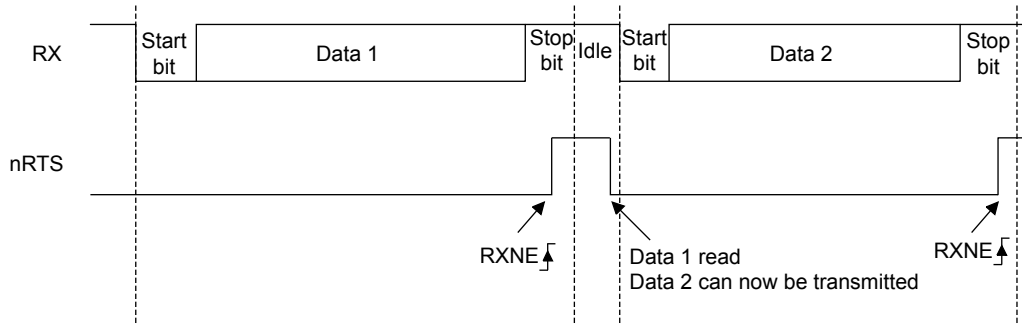 RX
Start
bit
Data 1
Stop
bit
Idle
Start
bit
Data 2
Stop
bit
nRTS
RXNE
Data 1 read
Data 2 can now be transmitted
RXNE